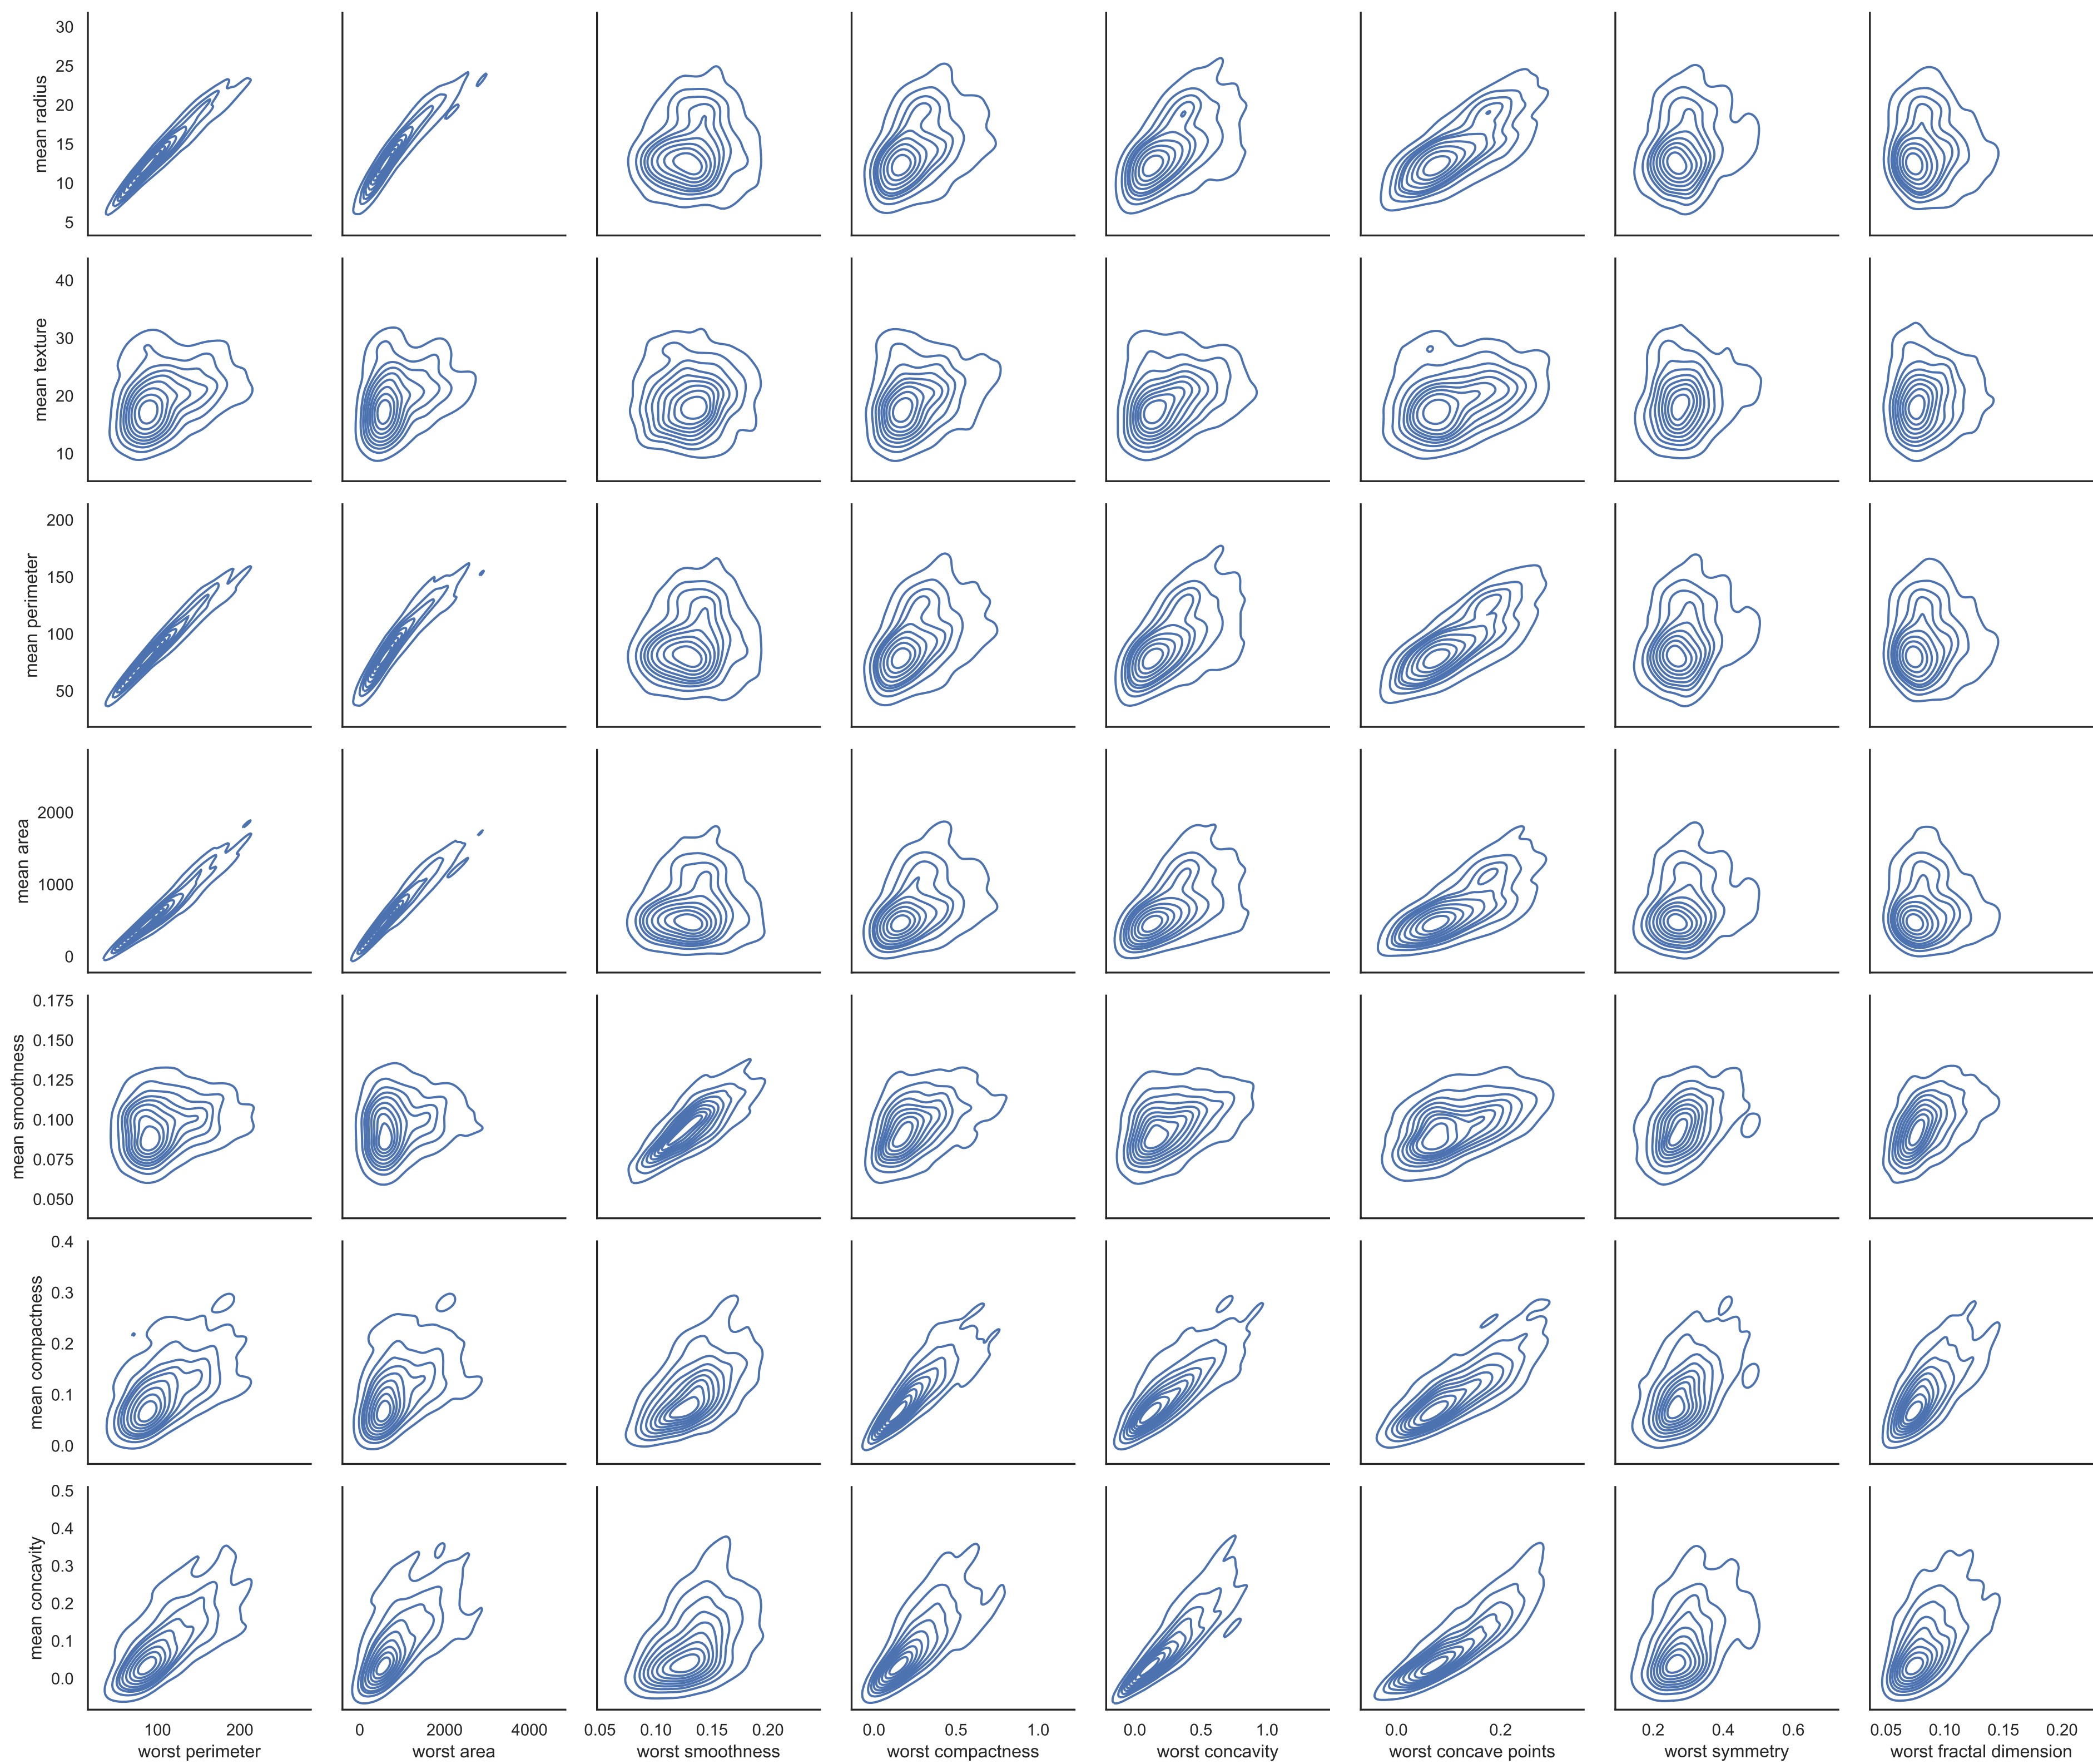 30
25
20
15
10
5
mean radius
40
30
20
10
mean texture
200
150
100
50
mean perimeter
2000
1000
0
mean area
0.175
0.150
0.125
0.100
0.075
0.050
mean smoothness
0.4
0.3
0.2
0.1
0.0
mean compactness
0.5
0.4
0.3
0.2
0.1
0.0
mean concavity
100 200
0 2000 4000
0.05 0.10 0.15 0.20
0.0 0.5 1.0
0.0 0.5 1.0
0.0 0.2
0.2 0.4 0.6
0.05 0.10 0.15 0.20
worst perimeter
worst area
worst smoothness
worst compactness
worst concavity
worst concave points
worst symmetry
worst fractal dimension